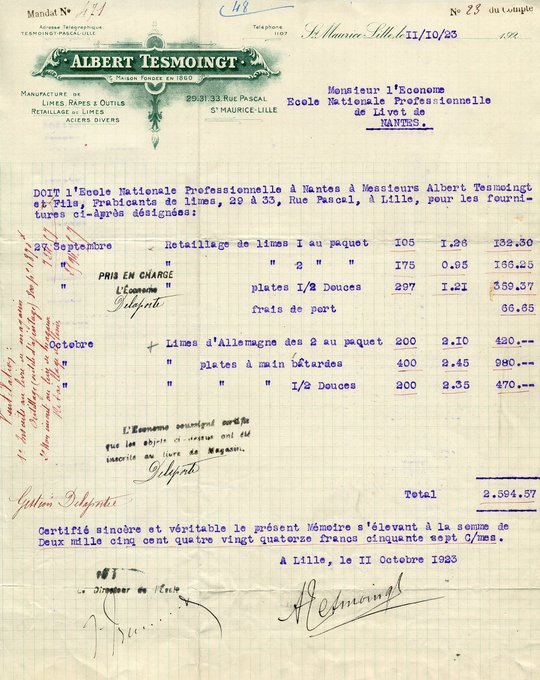 Mandat No 471
48
No 23 du Compte
Adresse Télégraphique
TESMOINGT-PASCAL-LILLE
Téléphone
1107
St Maurice Lille, le 11/10/23 192
ALBERT TESMOINGT
MAISON FONDÉE EN 1860
MANUFACTURE DE
LIMES, RÂPES & OUTILS
RETAILLAGE DE LIMES
ACIERS DIVERS
29.31.33, RUE PASCAL
ST MAURICE-LILLE
Monsieur l'Econome
Ecole Nationale Professionnelle
de Livet de
NANTES.
DOIT l'Ecole Nationale Professionnelle à Nantes à Messieurs Albert Tesmoingt
et Fils, Frabicants de limes, 29 à 33, Rue Pascal, à Lille, pour les fourni-
tures ci-après désignées:
27 Septembre Retaillage de limes I au paquet 105 1.26 132.30
" " " 2 " " 175 0.95 166.25
" " plates I/2 Douces 297 1.21 359.37
frais de port 66.65
PRIS EN CHARGE
L'Econome
Delaporte
Octobre Limes d'Allemagne des 2 au paquet 200 2.10 420.--
" " plates à main bâtardes 400 2.45 980.--
" " " " I/2 Douces 200 2.35 470.--
L'Econome soussigné certifie
que les objets ci-dessus ont été
inscrits au livre de Magasin.
Delaporte
Gestion Delaporte
Total 2.594.57
Certifié sincère et véritable le présent Mémoire s'élevant à la somme de
Deux mille cinq cent quatre vingt quatorze francs cinquante sept C/mes.
A Lille, le II Octobre 1923
Le Directeur de l'Ecole
ATesmoingt